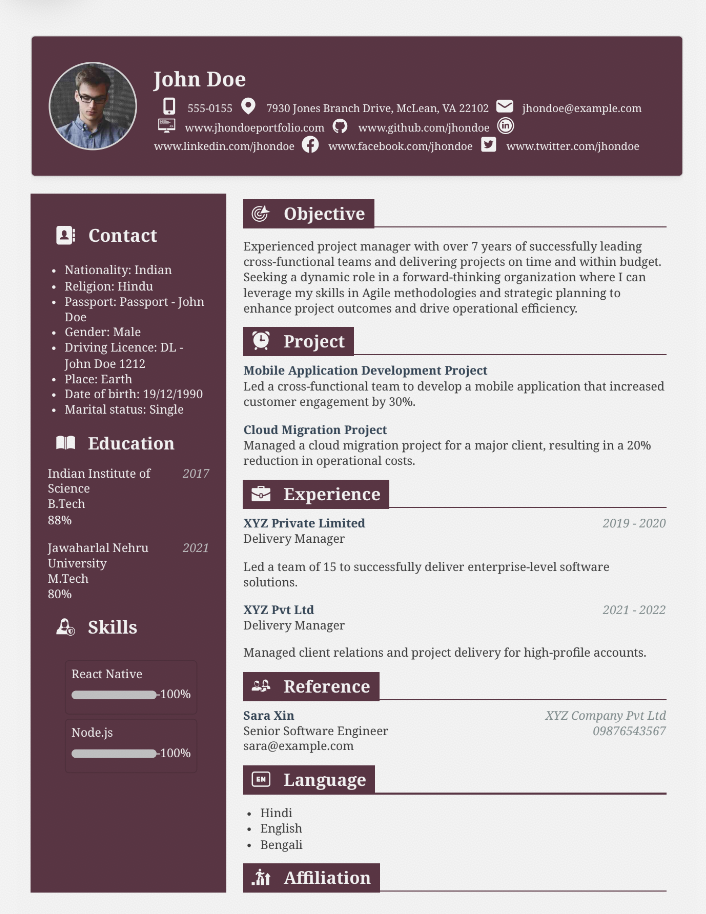 John Doe
555-0155 7930 Jones Branch Drive, McLean, VA 22102 jhondoe@example.com
www.jhondoeportfolio.com www.github.com/jhondoe
www.linkedin.com/jhondoe www.facebook.com/jhondoe www.twitter.com/jhondoe
Contact
• Nationality: Indian
• Religion: Hindu
• Passport: Passport - John
Doe
• Gender: Male
• Driving Licence: DL -
John Doe 1212
• Place: Earth
• Date of birth: 19/12/1990
• Marital status: Single
Education
Indian Institute of 2017
Science
B.Tech
88%
Jawaharlal Nehru 2021
University
M.Tech
80%
Skills
React Native
100%
Node.js
100%
Objective
Experienced project manager with over 7 years of successfully leading
cross-functional teams and delivering projects on time and within budget.
Seeking a dynamic role in a forward-thinking organization where I can
leverage my skills in Agile methodologies and strategic planning to
enhance project outcomes and drive operational efficiency.
Project
Mobile Application Development Project
Led a cross-functional team to develop a mobile application that increased
customer engagement by 30%.
Cloud Migration Project
Managed a cloud migration project for a major client, resulting in a 20%
reduction in operational costs.
Experience
XYZ Private Limited 2019 - 2020
Delivery Manager
Led a team of 15 to successfully deliver enterprise-level software
solutions.
XYZ Pvt Ltd 2021 - 2022
Delivery Manager
Managed client relations and project delivery for high-profile accounts.
Reference
Sara Xin XYZ Company Pvt Ltd
Senior Software Engineer 09876543567
sara@example.com
EN Language
• Hindi
• English
• Bengali
Affiliation